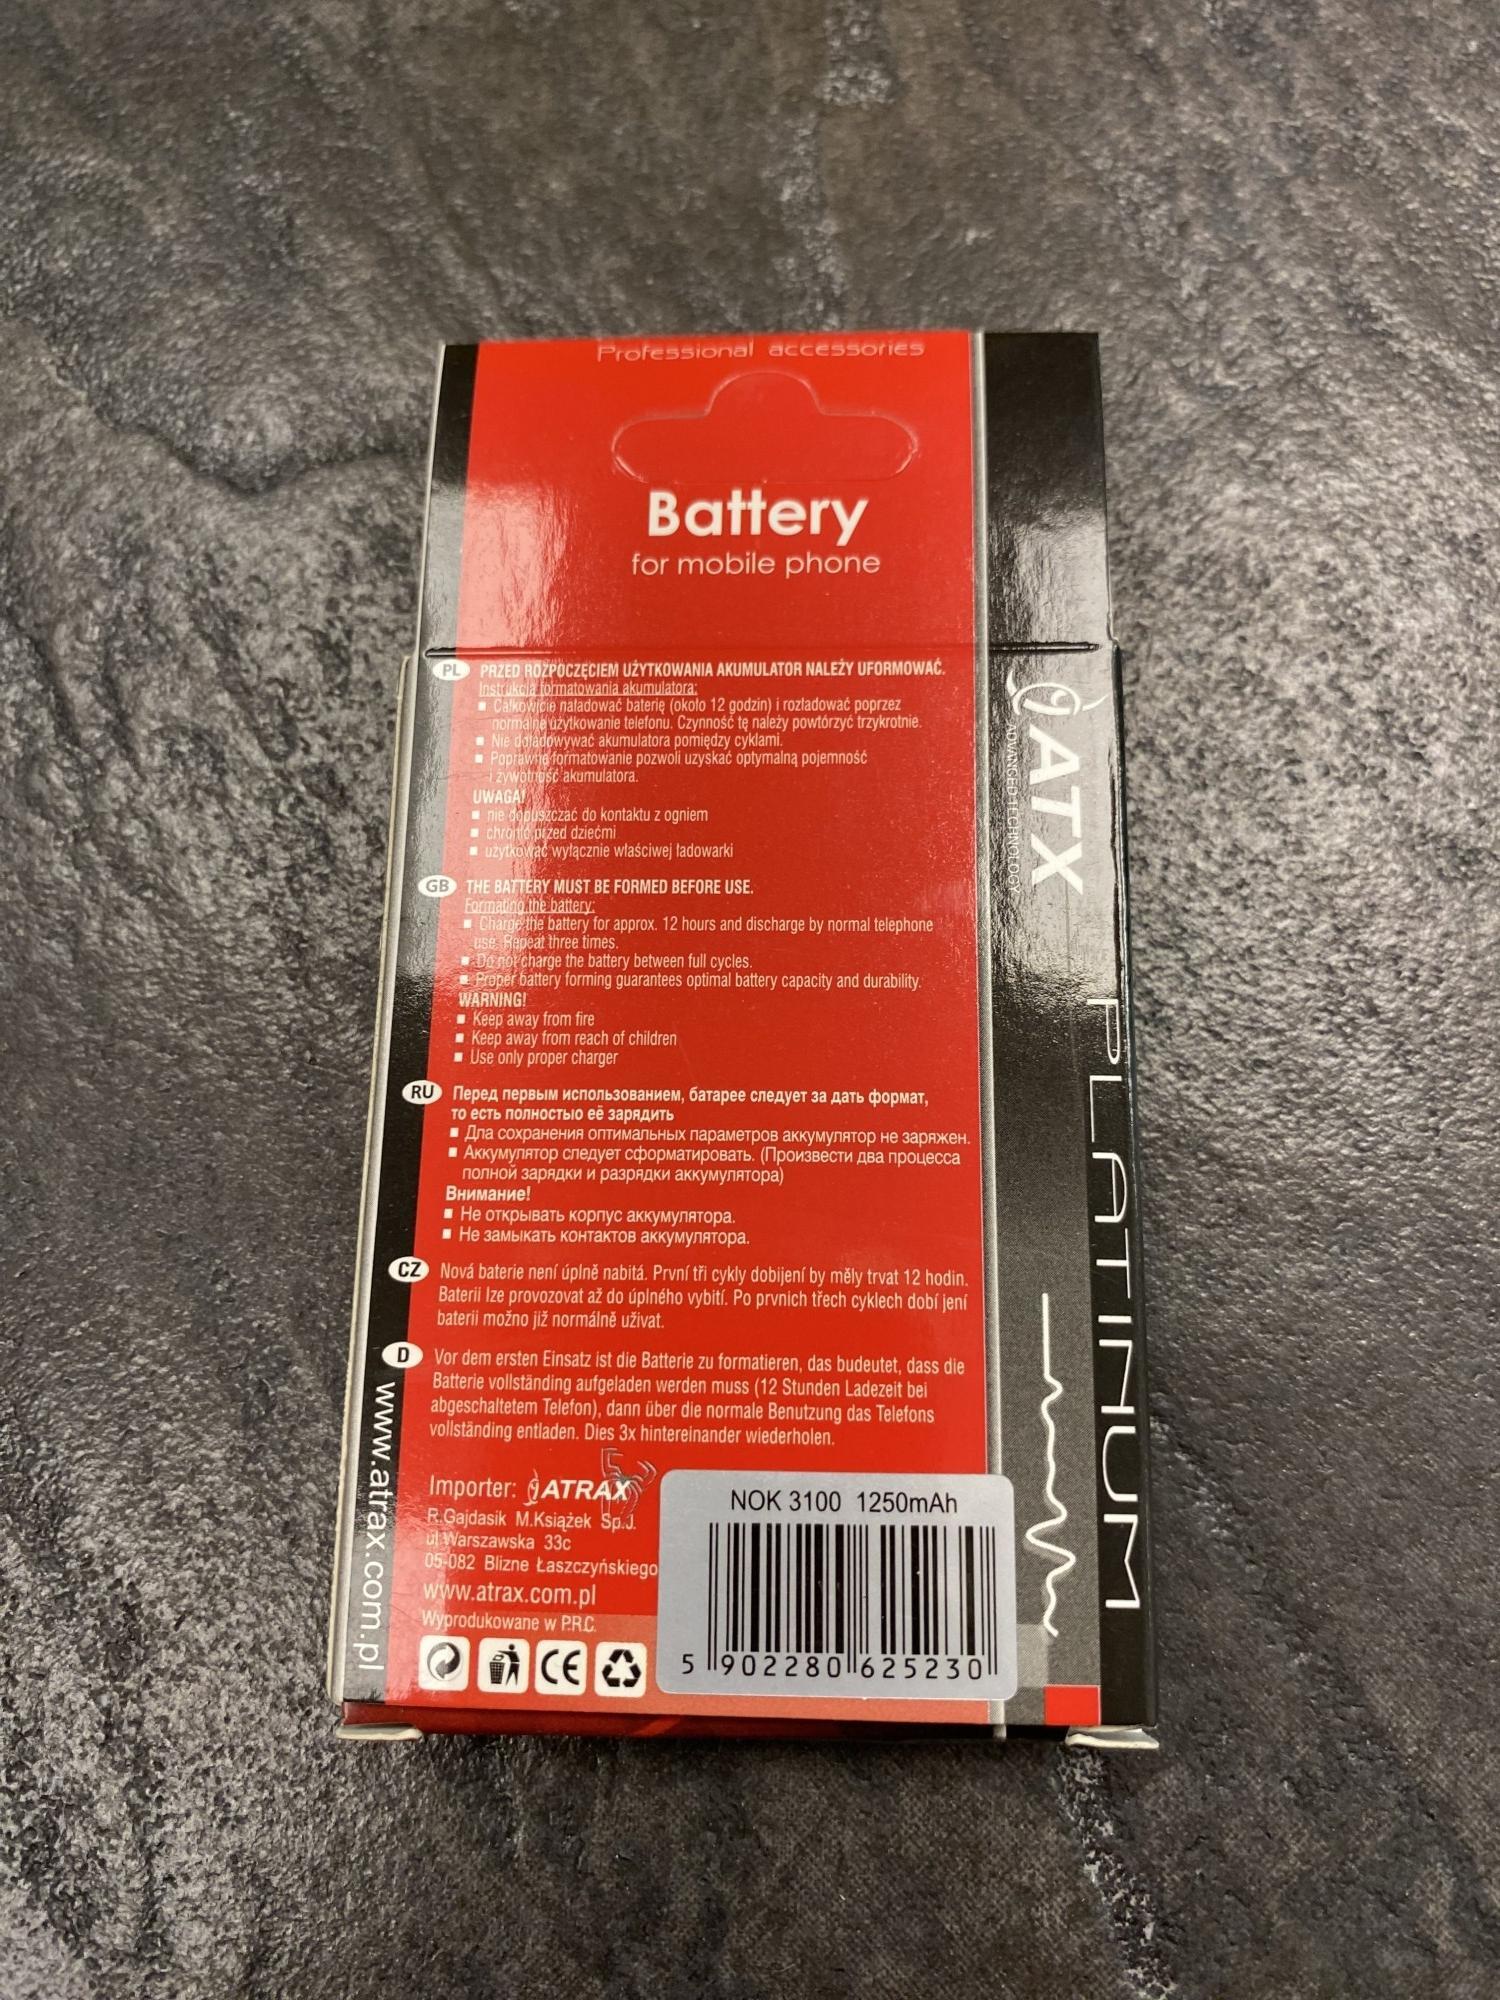 Professional accessories
Battery
for mobile phone
PL PRZED ROZPOCZĘCIEM UŻYTKOWANIA AKUMULATOR NALEŻY UFORMOWAĆ.
Instrukcja formatowania akumulatora:
■ Całkowicie naładować baterię (około 12 godzin) i rozładować poprzez
normalne użytkowanie telefonu. Czynność tę należy powtórzyć trzykrotnie.
■ Nie doładowywać akumulatora pomiędzy cyklami.
■ Poprawne formatowanie pozwoli uzyskać optymalną pojemność
i żywotność akumulatora.
UWAGA!
■ nie dopuszczać do kontaktu z ogniem
■ chronić przed dziećmi
■ użytkować wyłącznie właściwej ładowarki
GB THE BATTERY MUST BE FORMED BEFORE USE.
Formating the battery:
■ Charge the battery for approx. 12 hours and discharge by normal telephone
use. Repeat three times.
■ Do not charge the battery between full cycles.
■ Proper battery forming guarantees optimal battery capacity and durability.
WARNING!
■ Keep away from fire
■ Keep away from reach of children
■ Use only proper charger
RU Перед первым использованием, батарее следует за дать формат,
то есть полностью её зарядить
■ Для сохранения оптимальных параметров аккумулятор не заряжен.
■ Аккумулятор следует сформатировать. (Произвести два процесса
полной зарядки и разрядки аккумулятора)
Внимание!
■ Не открывать корпус аккумулятора.
■ Не замыкать контактов аккумулятора.
CZ Nová baterie není úplně nabitá. První tři cykly dobijení by měly trvat 12 hodin.
Baterii lze provozovat až do úplného vybití. Po prvnich třech cyklech dobí jení
baterii možno již normálně uživat.
D Vor dem ersten Einsatz ist die Batterie zu formatieren, das budeutet, dass die
Batterie vollständing aufgeladen werden muss (12 Stunden Ladezeit bei
abgeschaltetem Telefon), dann über die normale Benutzung das Telefons
vollständing entladen. Dies 3x hintereinander wiederholen.
Importer: ATRAX
R.Gajdasik M.Książek Sp.J.
ul Warszawska 33c
05-082 Blizne Łaszczyńskiego
www.atrax.com.pl
Wyprodukowane w P.R.C.
CE
NOK 3100 1250mAh
5 902280 625230
www.atrax.com.pl
ATX
ADVANCED TECHNOLOGY
PLATINUM